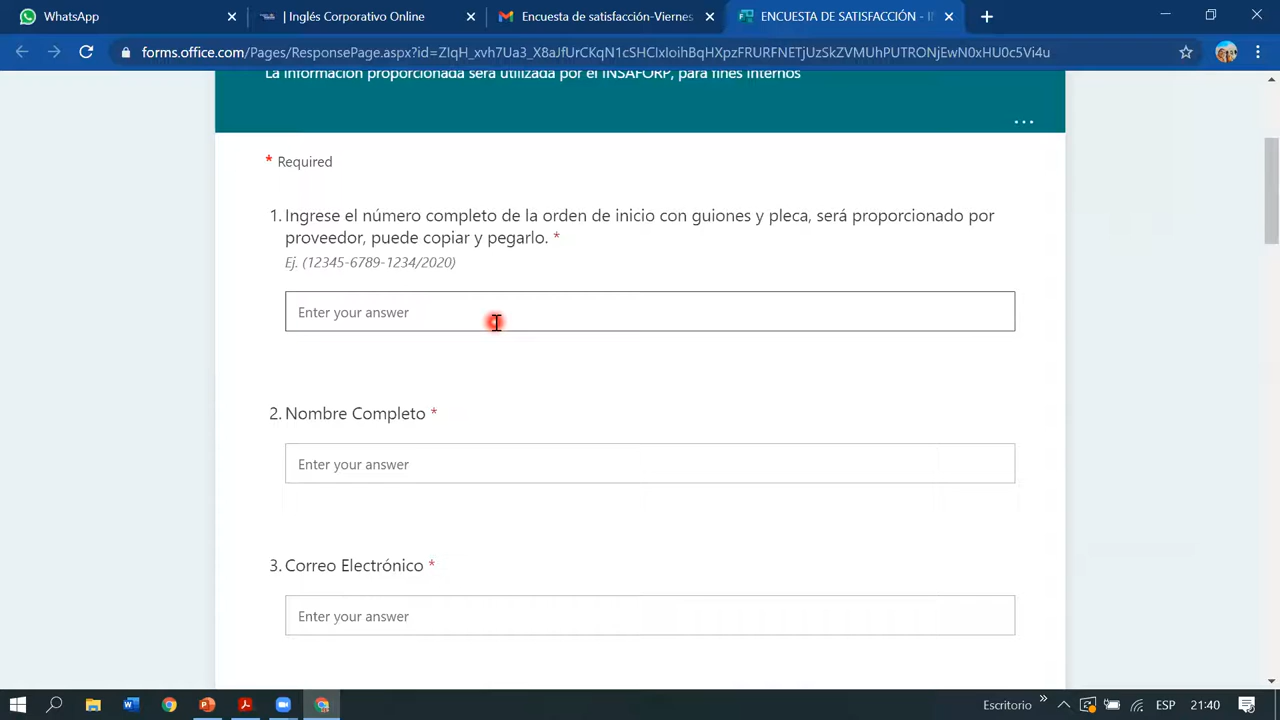 WhatsApp
| Inglés Corporativo Online
Encuesta de satisfacción-Viernes
ENCUESTA DE SATISFACCIÓN - I
forms.office.com/Pages/ResponsePage.aspx?id=ZIqH_xvh7Ua3_X8aJfUrCKqN1cSHCIxIoihBqHXpzFRURFNETjUzSkZVMUhPUTRONjEwN0xHU0c5Vi4u
La información proporcionada será utilizada por el INSAFORP, para fines internos
...
* Required
1. Ingrese el número completo de la orden de inicio con guiones y pleca, será proporcionado por
proveedor, puede copiar y pegarlo. *
Ej. (12345-6789-1234/2020)
Enter your answer
2. Nombre Completo *
Enter your answer
3. Correo Electrónico *
Enter your answer
Escritorio
ESP
21:40